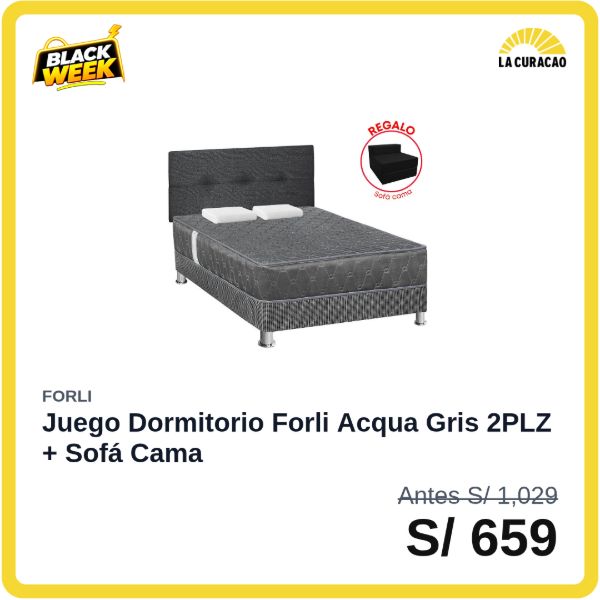 BLACK
WEEK
LA CURACAO
REGALO
Sofá cama
FORLI
Juego Dormitorio Forli Acqua Gris 2PLZ
+ Sofá Cama
Antes S/ 1,029
S/ 659